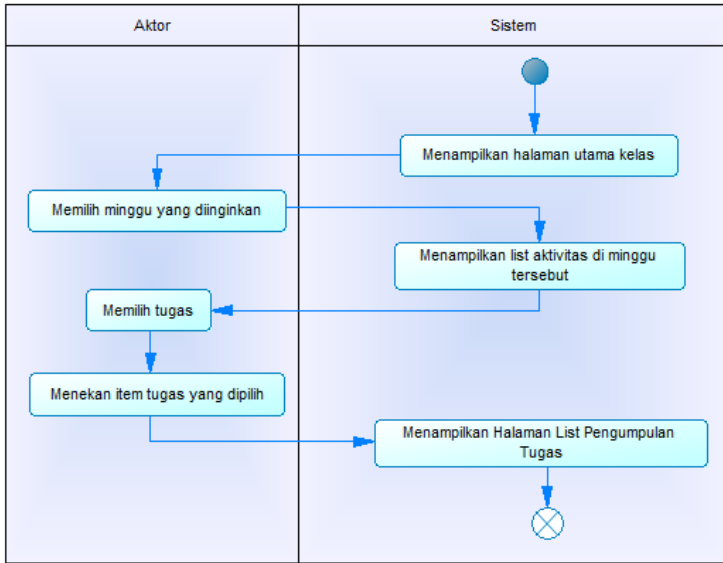 Aktor
Sistem
Menampilkan halaman utama kelas
Memilih minggu yang diinginkan
Menampilkan list aktivitas di minggu
tersebut
Memilih tugas
Menekan item tugas yang dipilih
Menampilkan Halaman List Pengumpulan
Tugas